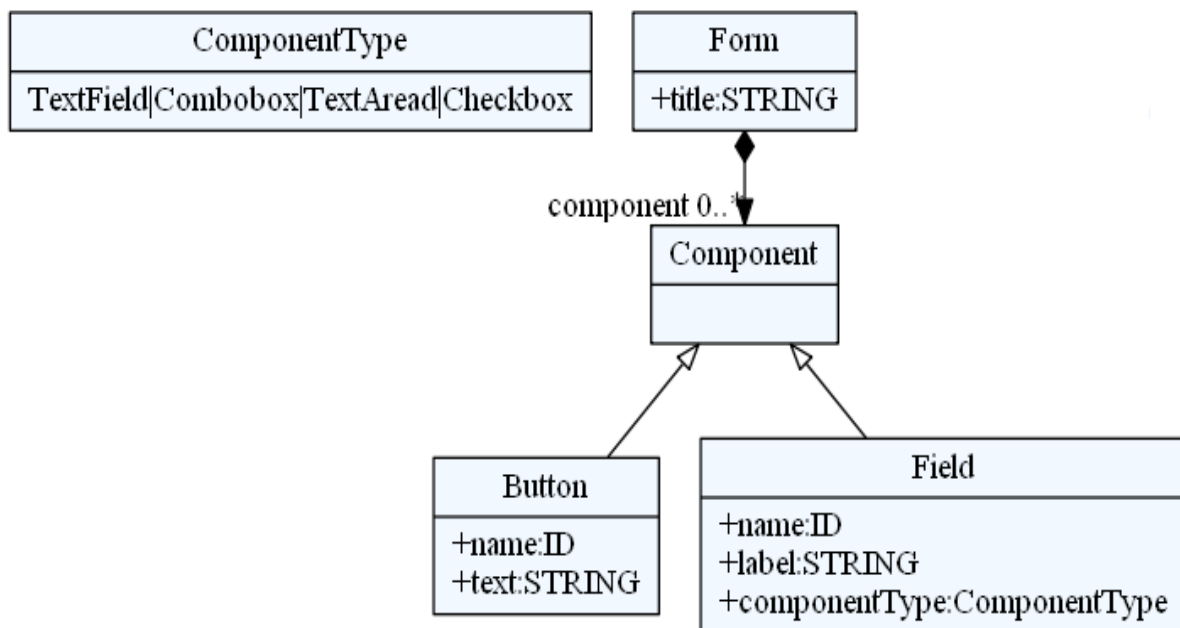 ComponentType
TextField|Combobox|TextAread|Checkbox
Form
+title:STRING
component 0..*
Component
Button
+name:ID
+text:STRING
Field
+name:ID
+label:STRING
+componentType:ComponentType